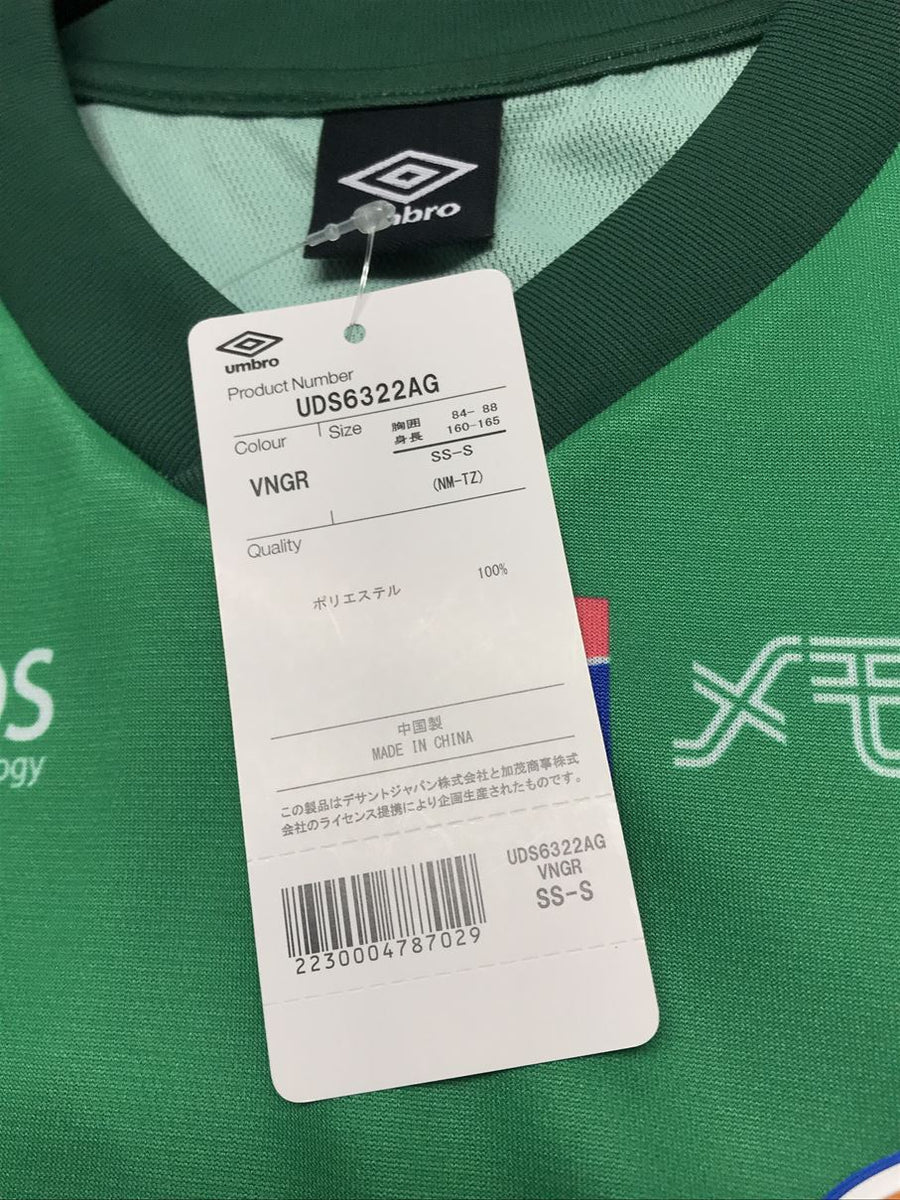 umbro
umbro
Product Number
UDS6322AG
Colour
Size
胸囲 84- 88
身長 160-165
SS-S
VNGR
(NM-TZ)
Quality
ポリエステル 100%
中国製
MADE IN CHINA
この製品はデサントジャパン株式会社と加茂商事株式
会社のライセンス提携により企画生産されたものです。
UDS6322AG
VNGR
SS-S
2230004787029
os
ogy
メモ